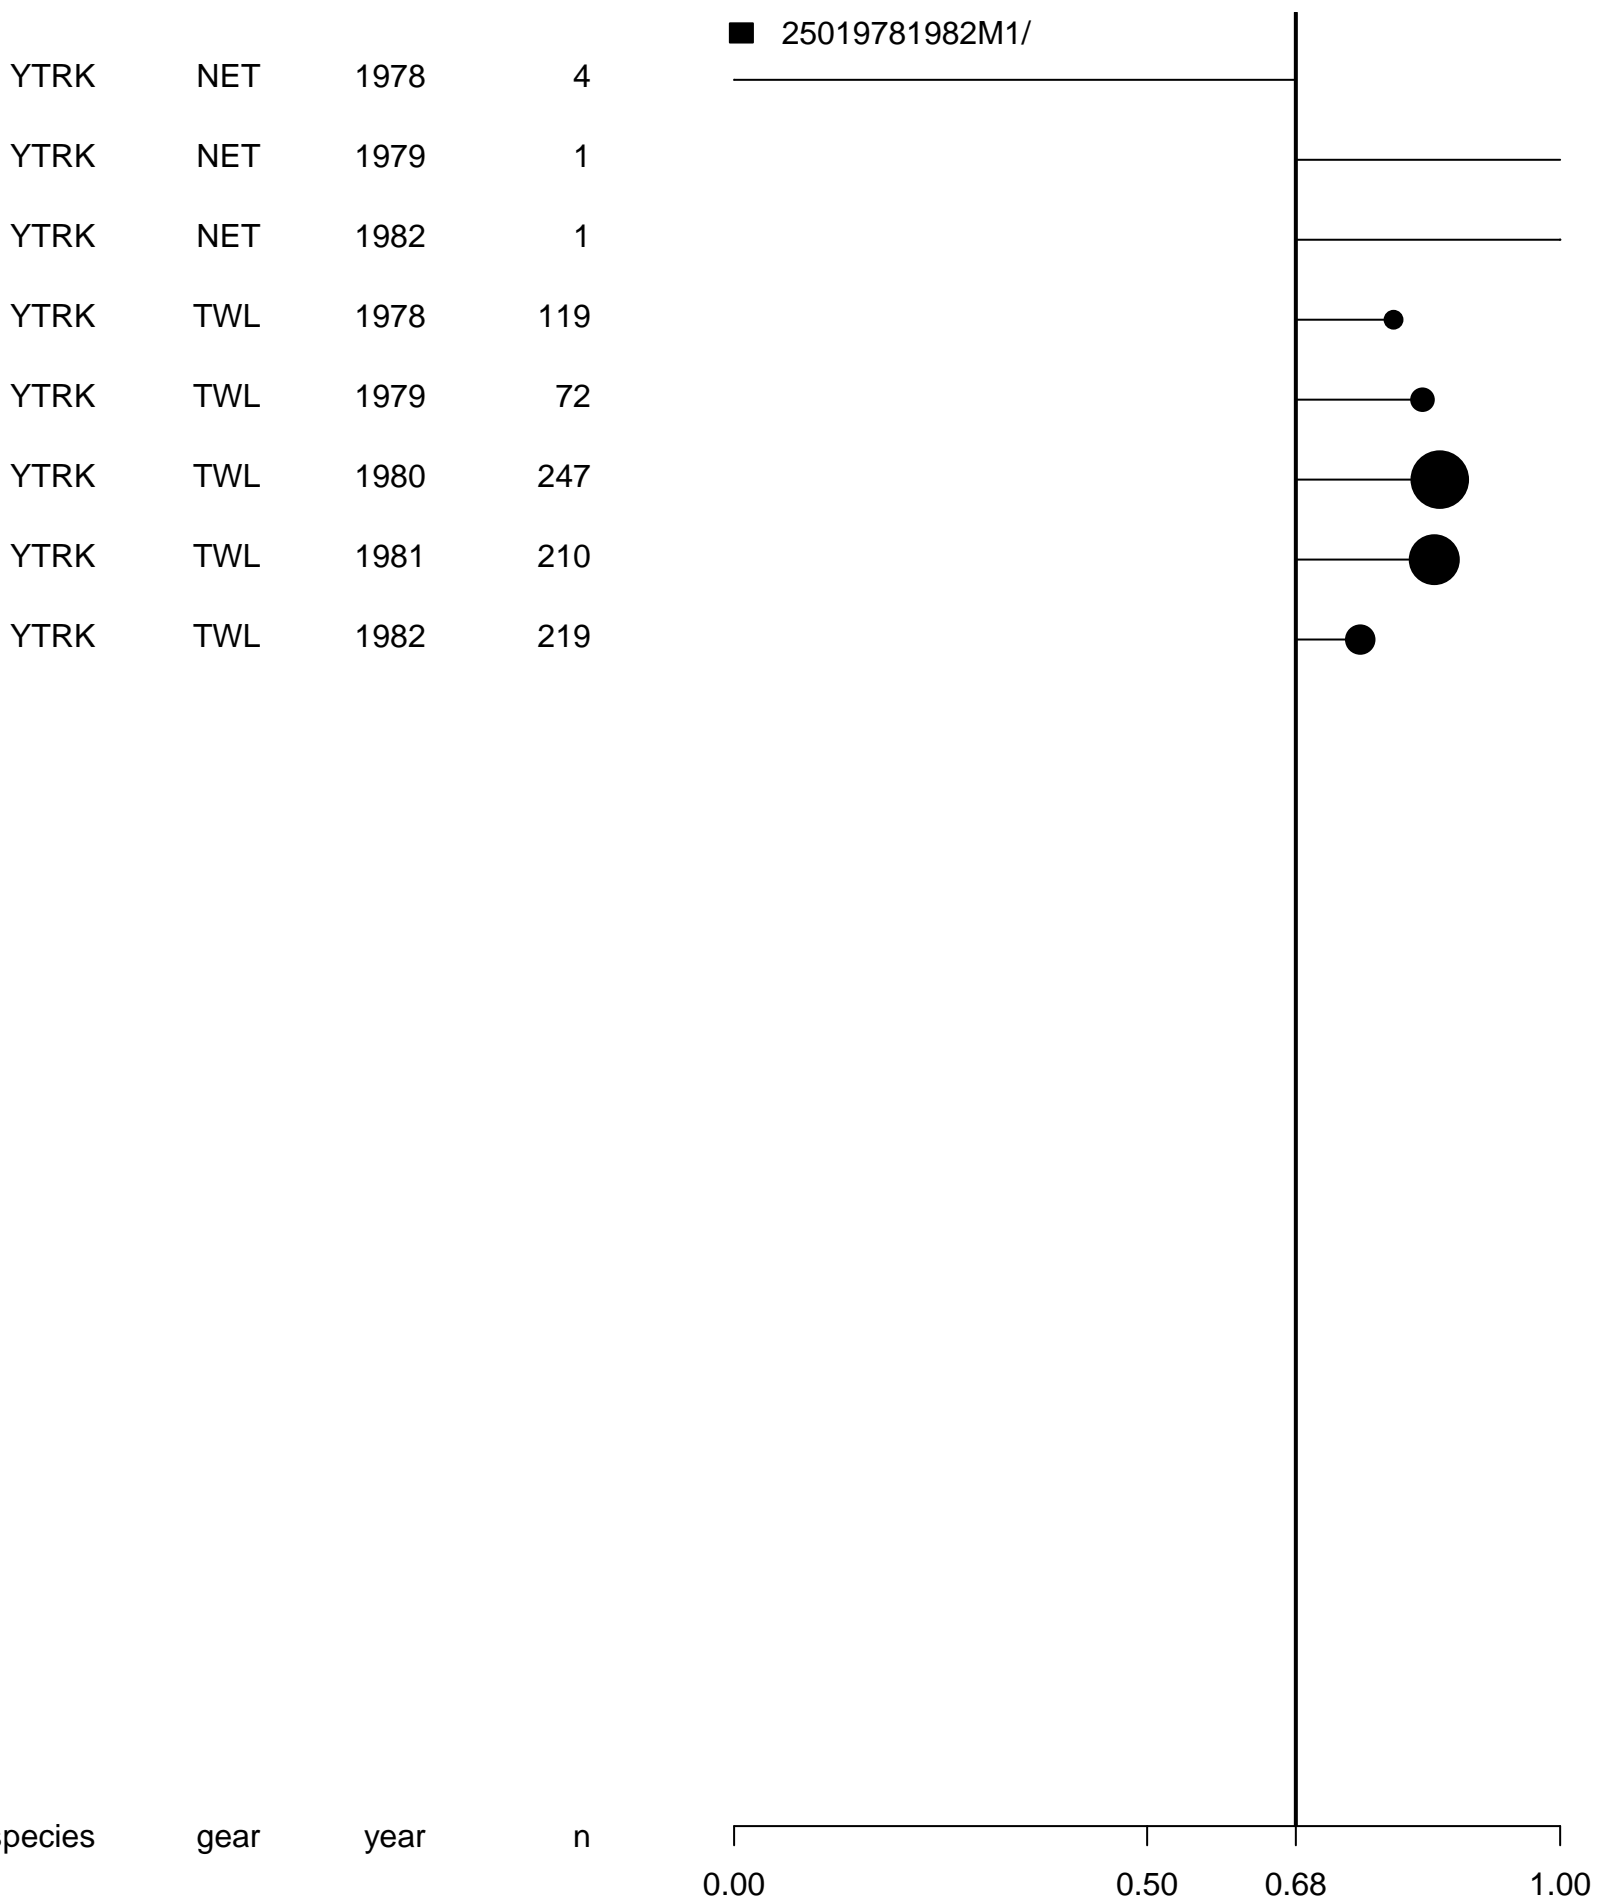 25019781982M1/
YTRK NET 1978 4
YTRK NET 1979 1
YTRK NET 1982 1
YTRK TWL 1978 119
YTRK TWL 1979 72
YTRK TWL 1980 247
YTRK TWL 1981 210
YTRK TWL 1982 219
species gear year n
0.00 0.50 0.68 1.00